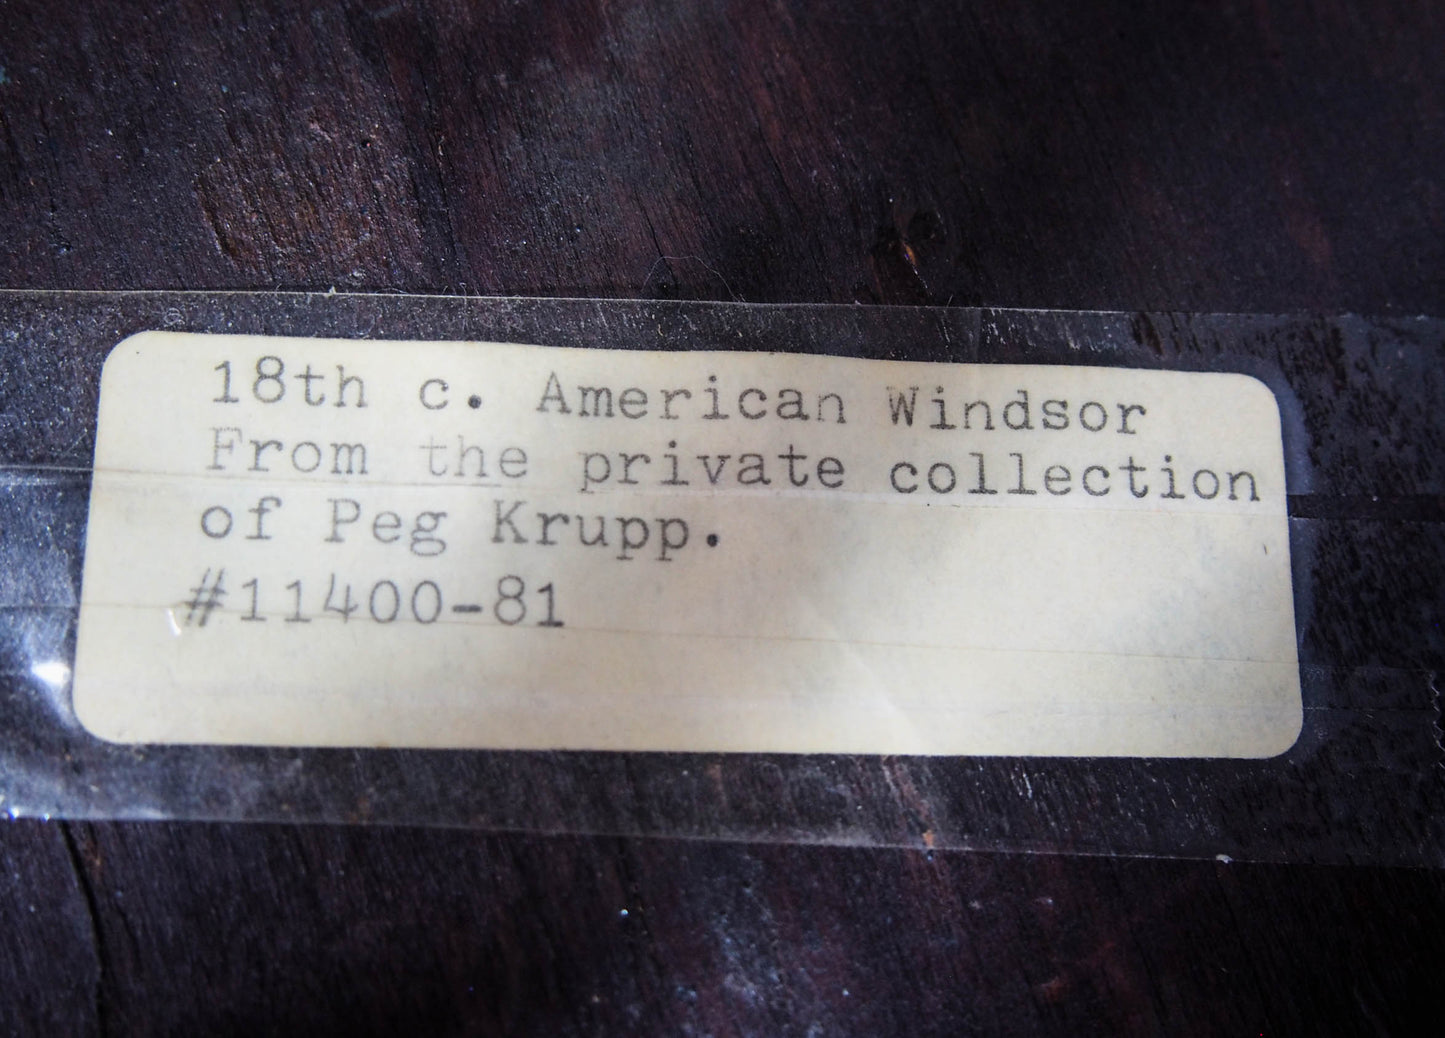 18th c. American Windsor
From the private collection
of Peg Krupp.
#11400-81